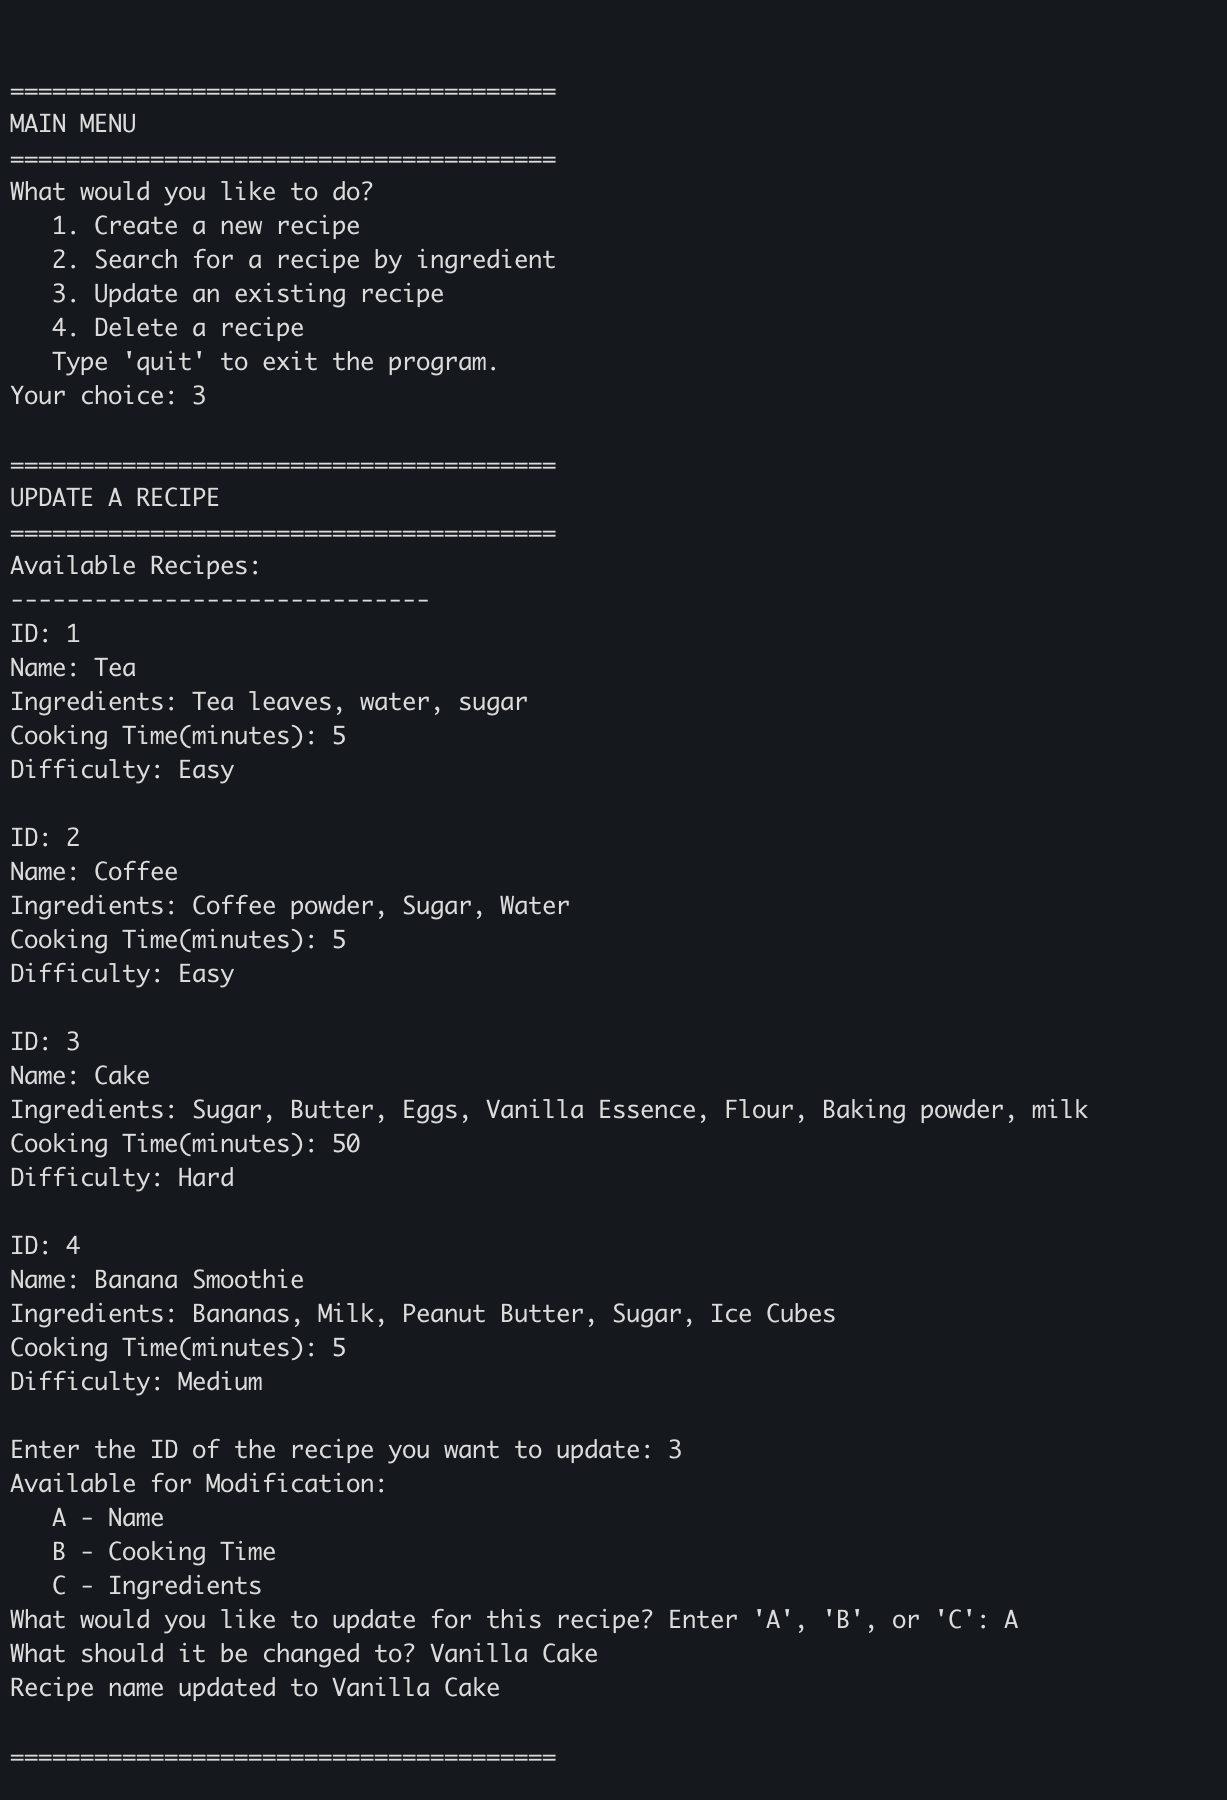 =======================================
MAIN MENU
=======================================
What would you like to do?
   1. Create a new recipe
   2. Search for a recipe by ingredient
   3. Update an existing recipe
   4. Delete a recipe
   Type 'quit' to exit the program.
Your choice: 3

=======================================
UPDATE A RECIPE
=======================================
Available Recipes:
------------------------------
ID: 1
Name: Tea
Ingredients: Tea leaves, water, sugar
Cooking Time(minutes): 5
Difficulty: Easy

ID: 2
Name: Coffee
Ingredients: Coffee powder, Sugar, Water
Cooking Time(minutes): 5
Difficulty: Easy

ID: 3
Name: Cake
Ingredients: Sugar, Butter, Eggs, Vanilla Essence, Flour, Baking powder, milk
Cooking Time(minutes): 50
Difficulty: Hard

ID: 4
Name: Banana Smoothie
Ingredients: Bananas, Milk, Peanut Butter, Sugar, Ice Cubes
Cooking Time(minutes): 5
Difficulty: Medium

Enter the ID of the recipe you want to update: 3
Available for Modification:
   A - Name
   B - Cooking Time
   C - Ingredients
What would you like to update for this recipe? Enter 'A', 'B', or 'C': A
What should it be changed to? Vanilla Cake
Recipe name updated to Vanilla Cake

=======================================